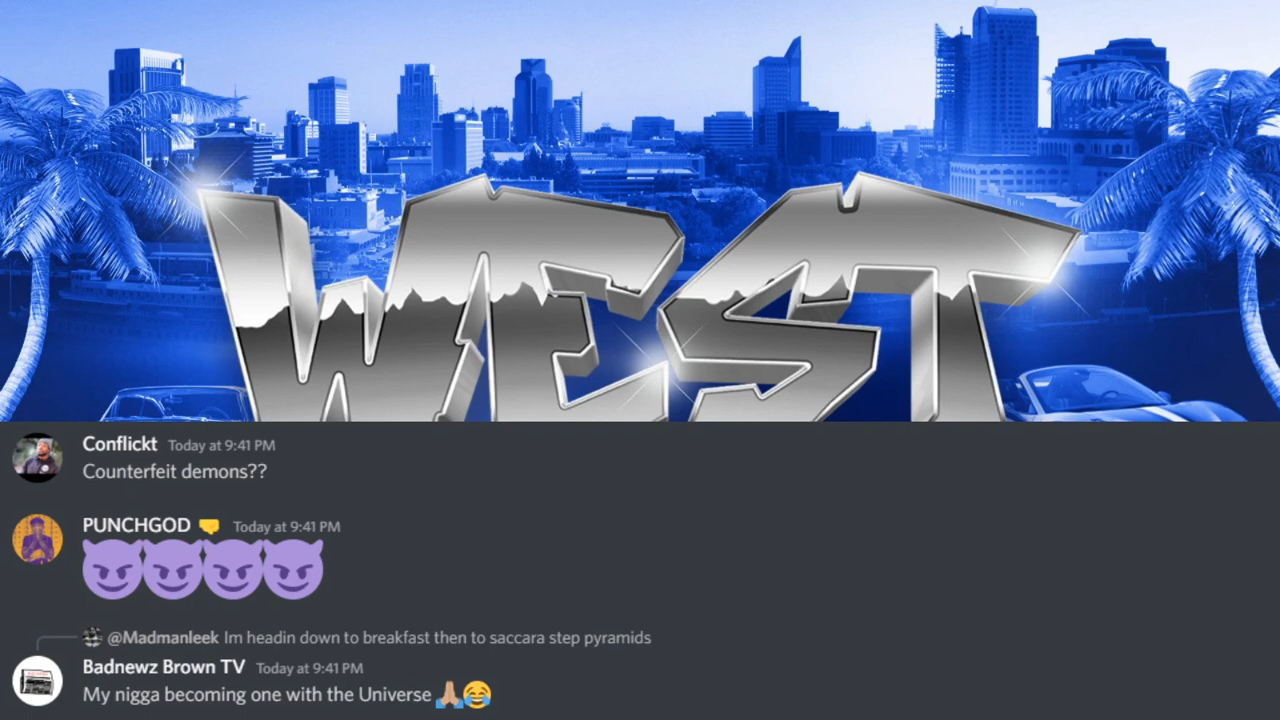 WEST
Conflickt Today at 9:41 PM
Counterfeit demons??
PUNCHGOD Today at 9:41 PM
@Madmanleek Im headin down to breakfast then to saccara step pyramids
Badnewz Brown TV Today at 9:41 PM
My nigga becoming one with the Universe 🙏😂